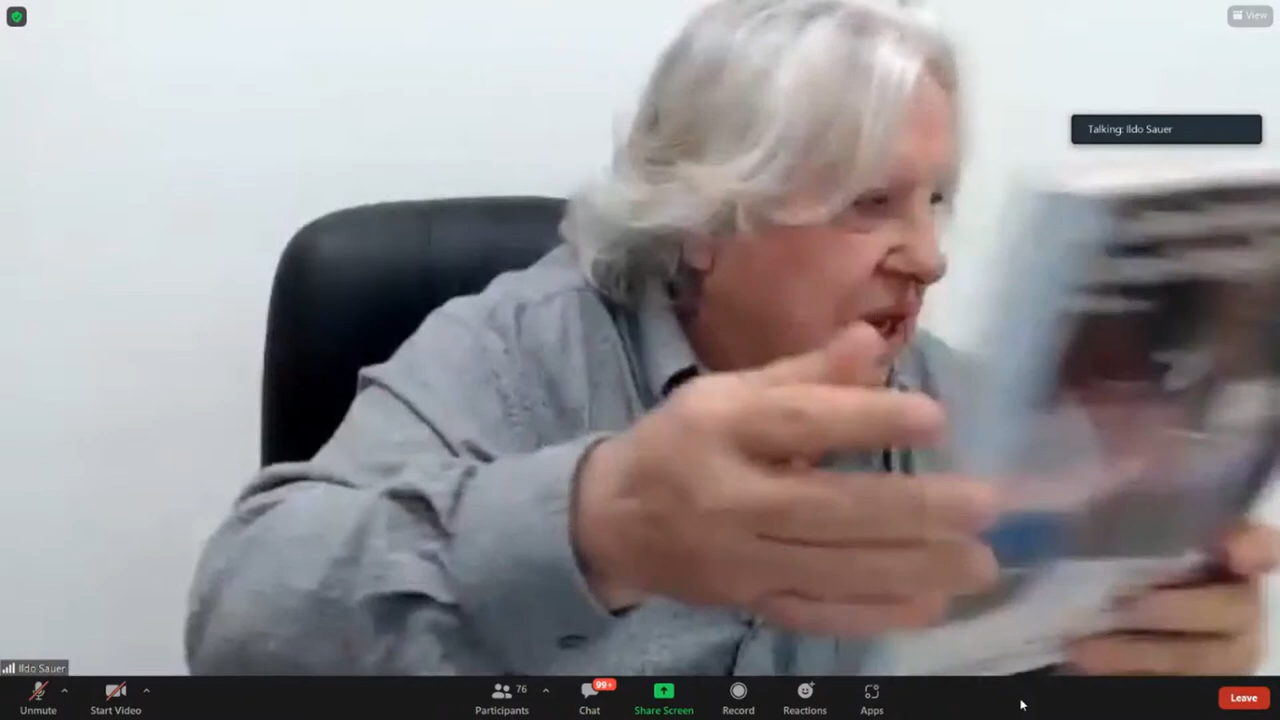 View
Talking: Ildo Sauer
Ildo Sauer
Unmute
Start Video
76
Participants
99+
Chat
Share Screen
Record
Reactions
Apps
Leave